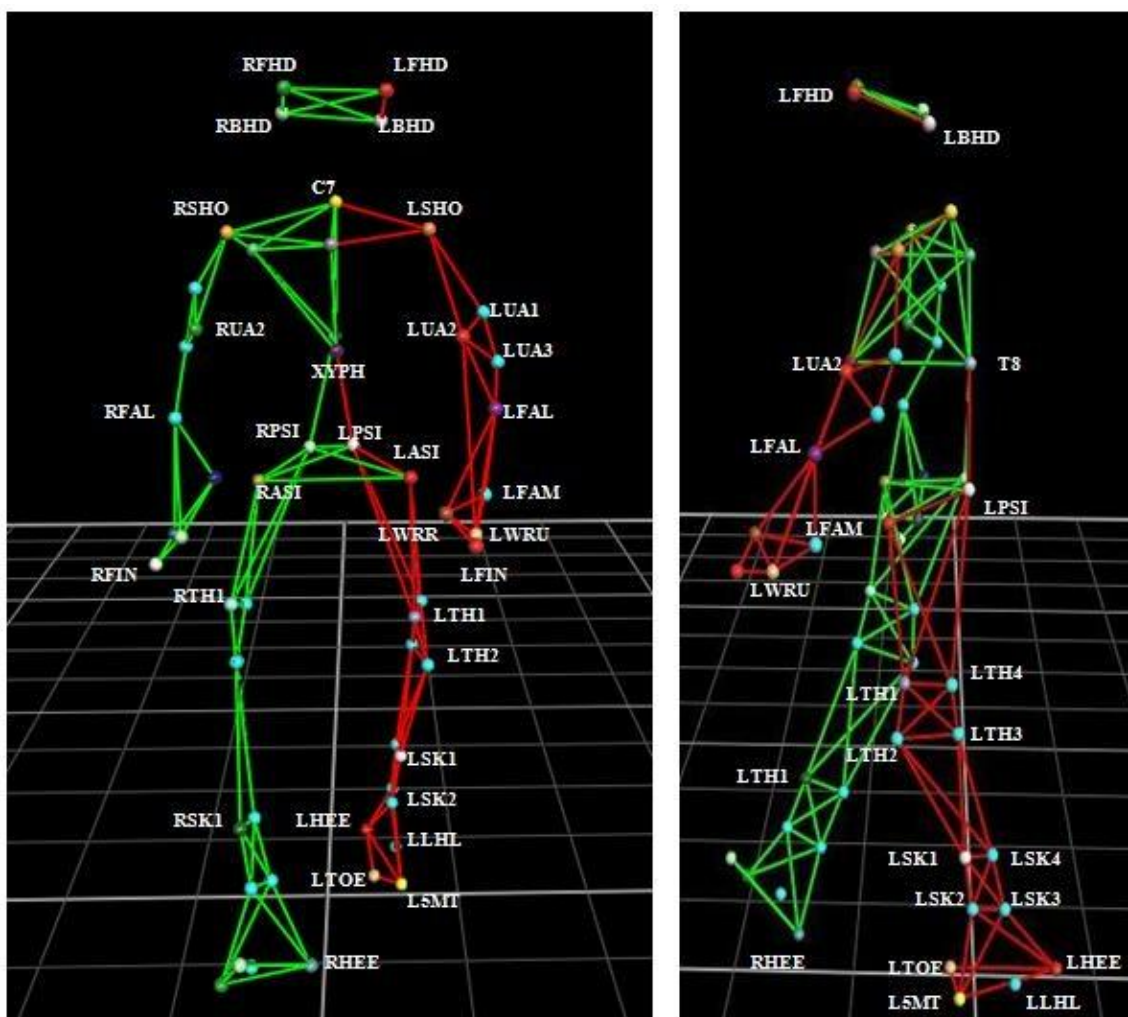 RFHD LFHD
RBHD LBHD
C7
RSHO LSHO
LUA1
RUA2 LUA2
LUA3
XYPH
RFAL LFAL
RPSI LPSI
LASI
RASI LFAM
LWRR LWRU
RFIN LFIN
RTH1 LTH1
LTH2
LSK1
LSK2
RSK1 LHEE
LLHL
LTOE
L5MT
RHEE
LFHD
LBHD
LUA2 T8
LFAL
LPSI
LFAM
LWRU
LTH4
LTH1
LTH3
LTH2
LTH1
LSK1 LSK4
LSK2 LSK3
RHEE LTOE LHEE
L5MT LLHL